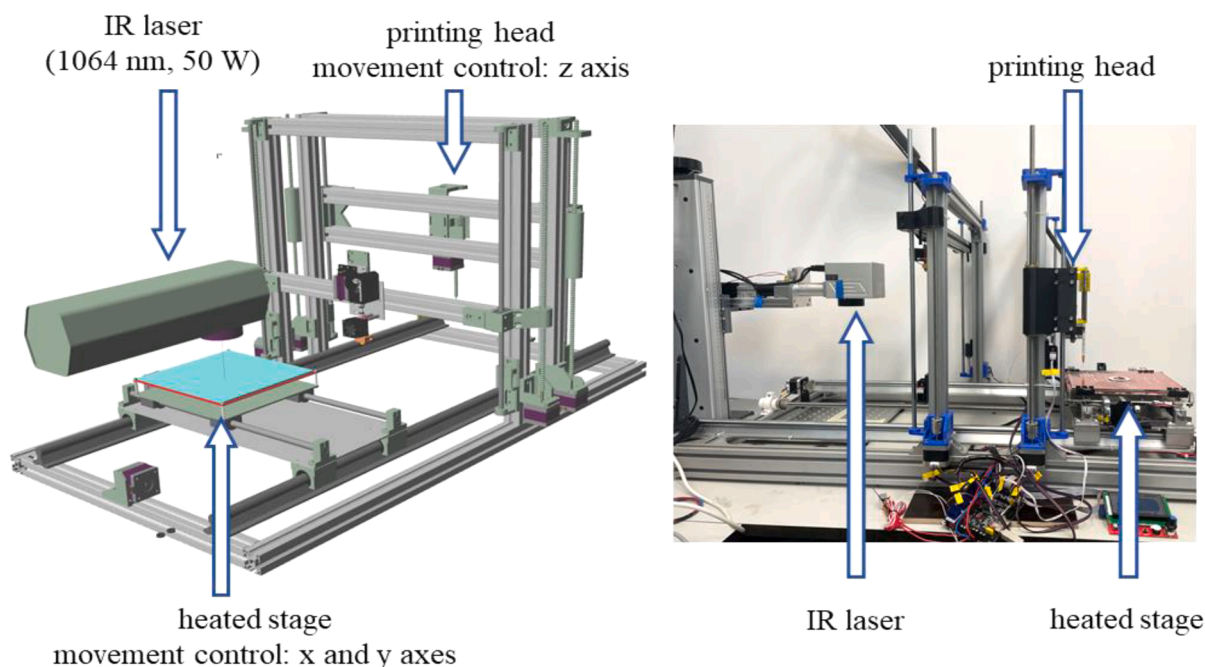 IR laser
(1064 nm, 50 W)
printing head
movement control: z axis
heated stage
movement control: x and y axes
printing head
IR laser
heated stage